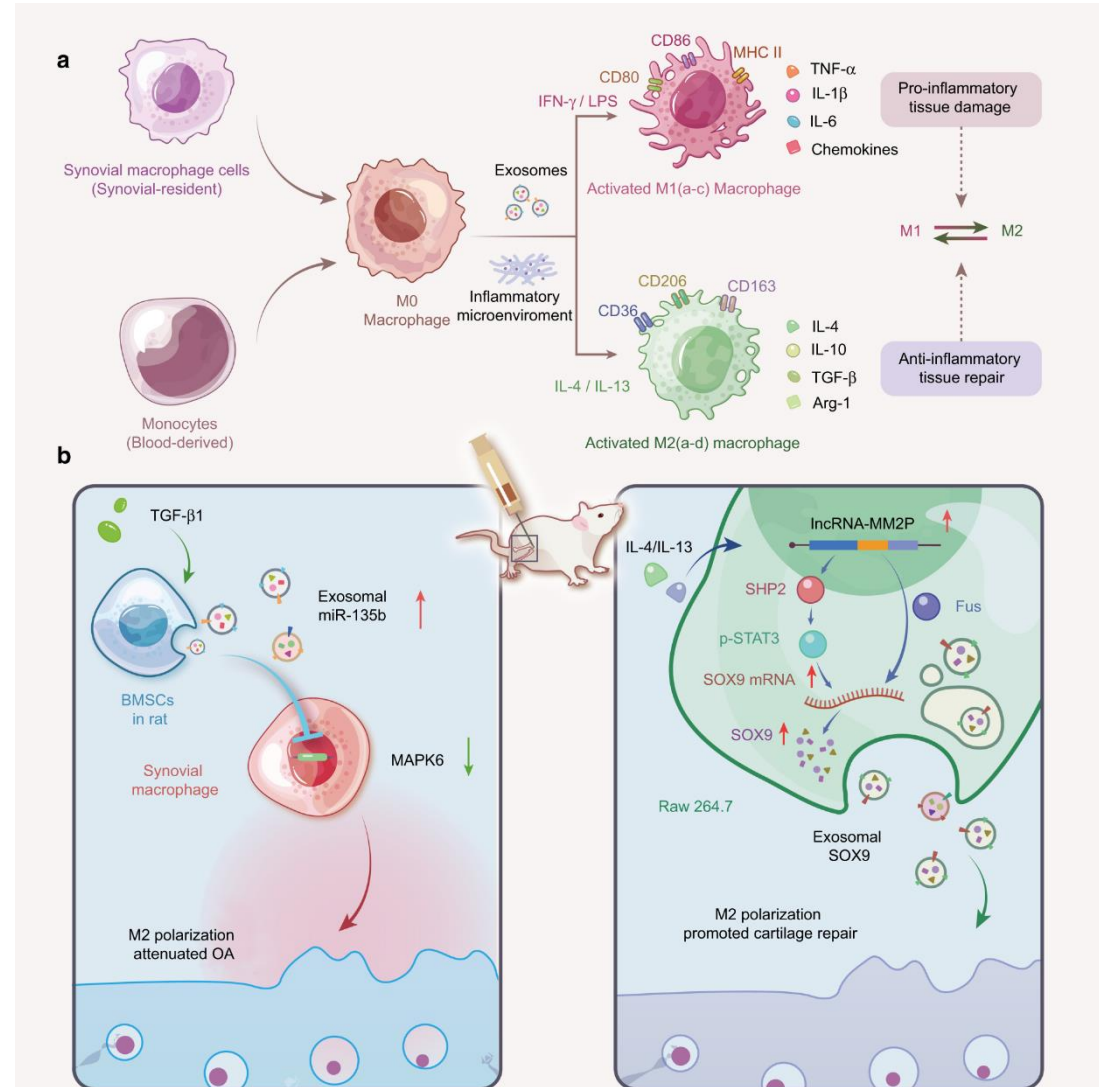 a
Synovial macrophage cells
(Synovial-resident)
Monocytes
(Blood-derived)
M0
Macrophage
Exosomes
Inflammatory
microenviroment
IFN-γ / LPS
CD80
CD86
MHC II
Activated M1(a-c) Macrophage
TNF-α
IL-1β
IL-6
Chemokines
IL-4 / IL-13
CD36
CD206
CD163
Activated M2(a-d) macrophage
IL-4
IL-10
TGF-β
Arg-1
Pro-inflammatory
tissue damage
M1
M2
Anti-inflammatory
tissue repair
b
TGF-β1
BMSCs
in rat
Exosomal
miR-135b
Synovial
macrophage
MAPK6
M2 polarization
attenuated OA
IL-4/IL-13
lncRNA-MM2P
SHP2
Fus
p-STAT3
SOX9 mRNA
SOX9
Raw 264.7
Exosomal
SOX9
M2 polarization
promoted cartilage repair